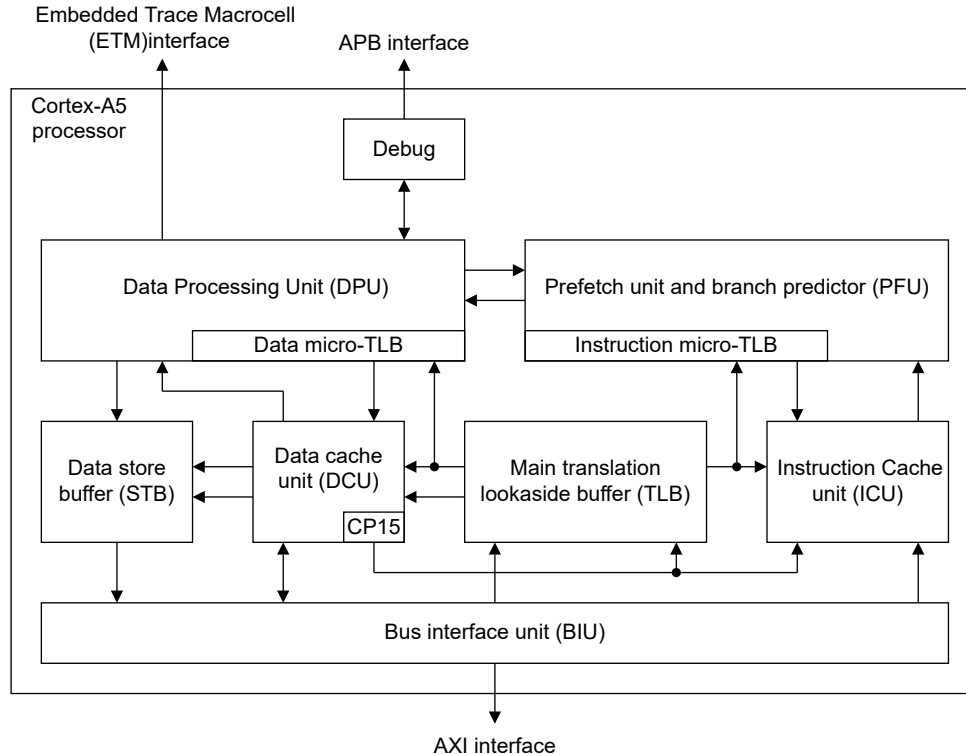 Embedded Trace Macrocell
(ETM)interface
APB interface
Cortex-A5
processor
Debug
Data Processing Unit (DPU)
Prefetch unit and branch predictor (PFU)
Data micro-TLB
Instruction micro-TLB
Data store
buffer (STB)
Data cache
unit (DCU)
CP15
Main translation
lookaside buffer (TLB)
Instruction Cache
unit (ICU)
Bus interface unit (BIU)
AXI interface